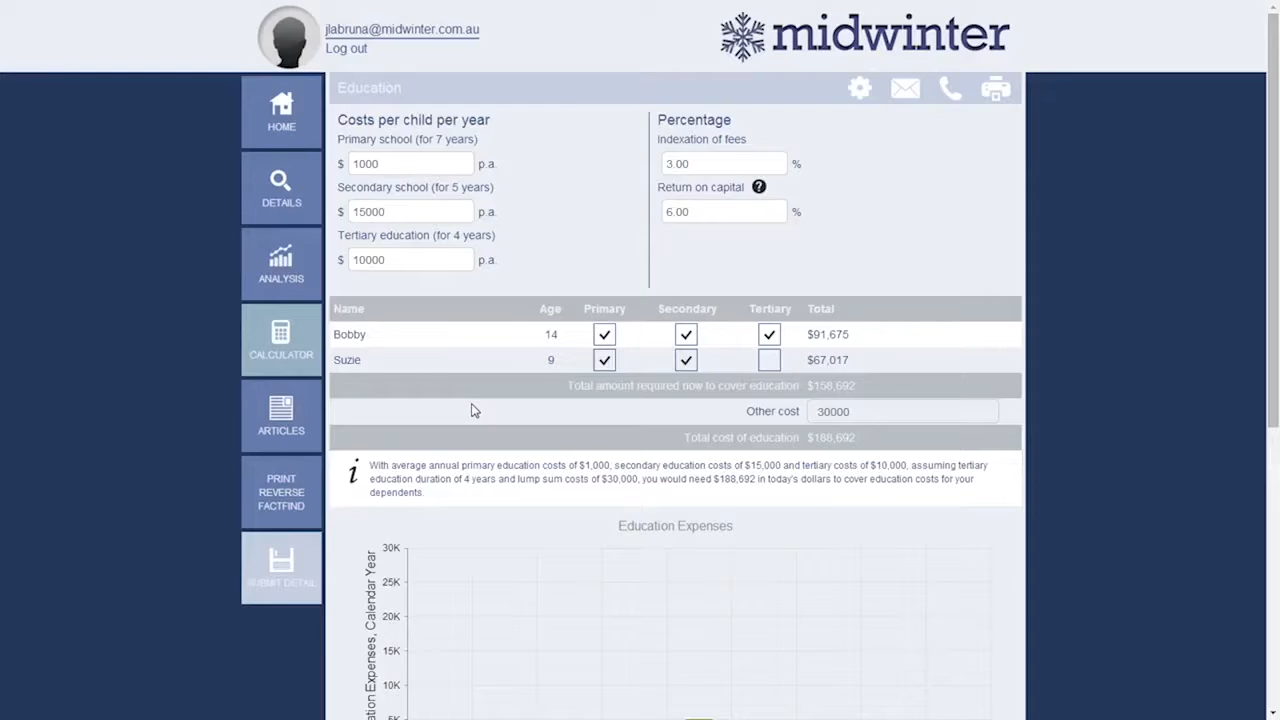 jlabruna@midwinter.com.au
Log out
midwinter
HOME
DETAILS
ANALYSIS
CALCULATOR
ARTICLES
PRINT
REVERSE
FACTFIND
SUBMIT DETAIL
Education
Costs per child per year
Primary school (for 7 years)
$ 1000 p.a.
Secondary school (for 5 years)
$ 15000 p.a.
Tertiary education (for 4 years)
$ 10000 p.a.
Percentage
Indexation of fees
3.00 %
Return on capital ?
6.00 %
Name Age Primary Secondary Tertiary Total
Bobby 14 $91,675
Suzie 9 $67,017
Total amount required now to cover education $158,692
Other cost 30000
Total cost of education $188,692
i
With average annual primary education costs of $1,000, secondary education costs of $15,000 and tertiary costs of $10,000, assuming tertiary
education duration of 4 years and lump sum costs of $30,000, you would need $188,692 in today's dollars to cover education costs for your
dependents.
Education Expenses
ation Expenses, Calendar Year
30K
25K
20K
15K
10K